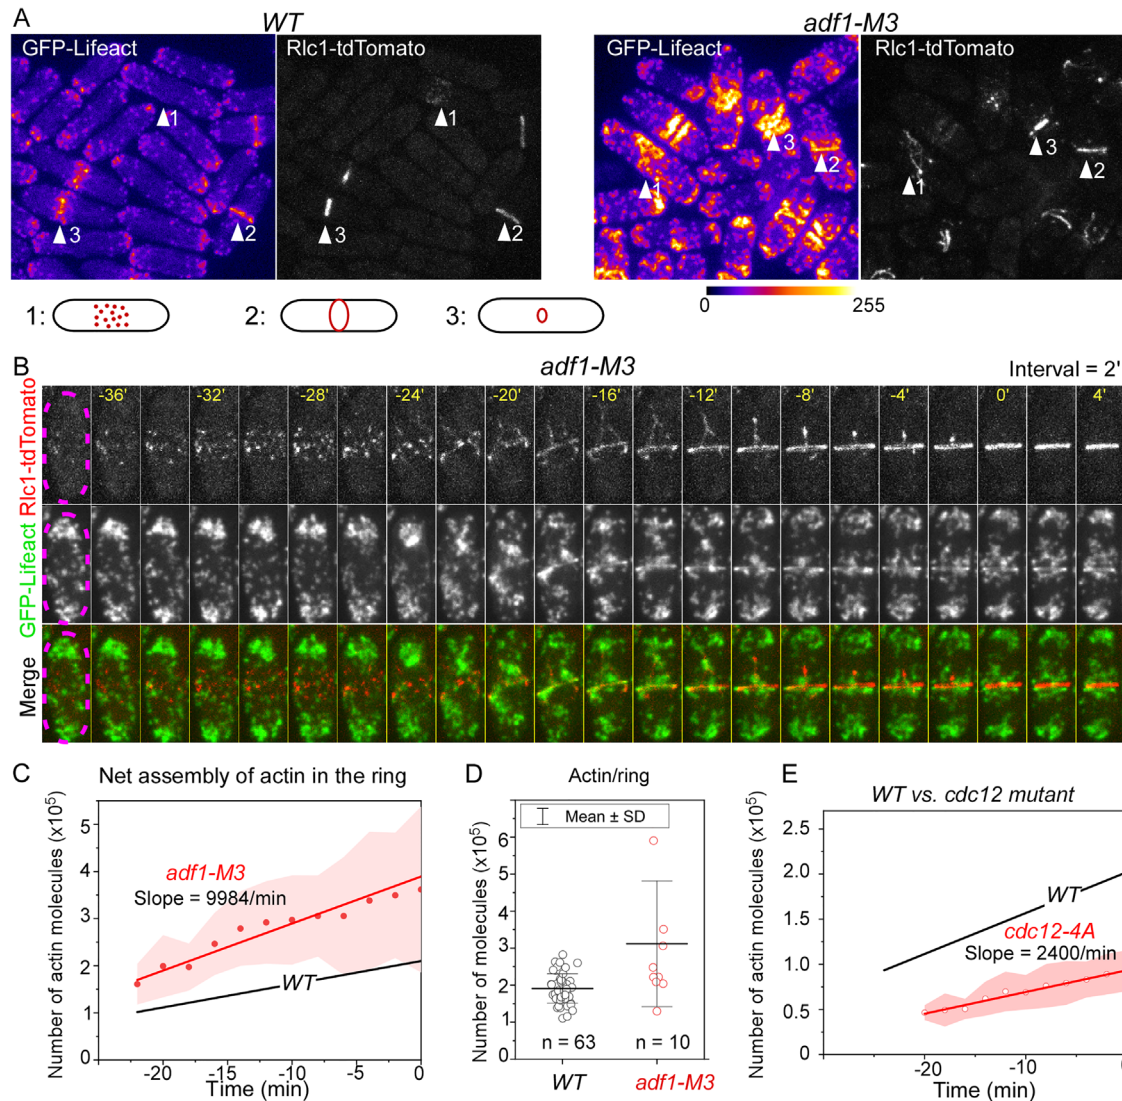 A
WT
adf1-M3
GFP-Lifeact
Rlc1-tdTomato
GFP-Lifeact
Rlc1-tdTomato
1
1
3
2
3
2
3
2
1
2
1
3
0
255
1:
2:
3:
B
adf1-M3
Interval = 2'
-36'
-32'
-28'
-24'
-20'
-16'
-12'
-8'
-4'
0'
4'
Rlc1-tdTomato
GFP-Lifeact
Merge
C
Net assembly of actin in the ring
Number of actin molecules (x10⁵)
5
4
3
2
1
0
adf1-M3
Slope = 9984/min
WT
-20
-15
-10
-5
0
Time (min)
D
Actin/ring
Number of molecules (x10⁵)
7
6
5
4
3
2
1
0
Mean ± SD
n = 63
n = 10
WT
adf1-M3
E
WT vs. cdc12 mutant
Number of actin molecules (x10⁵)
2.5
2.0
1.5
1.0
0.5
0
WT
cdc12-4A
Slope = 2400/min
-20
-10
0
Time (min)